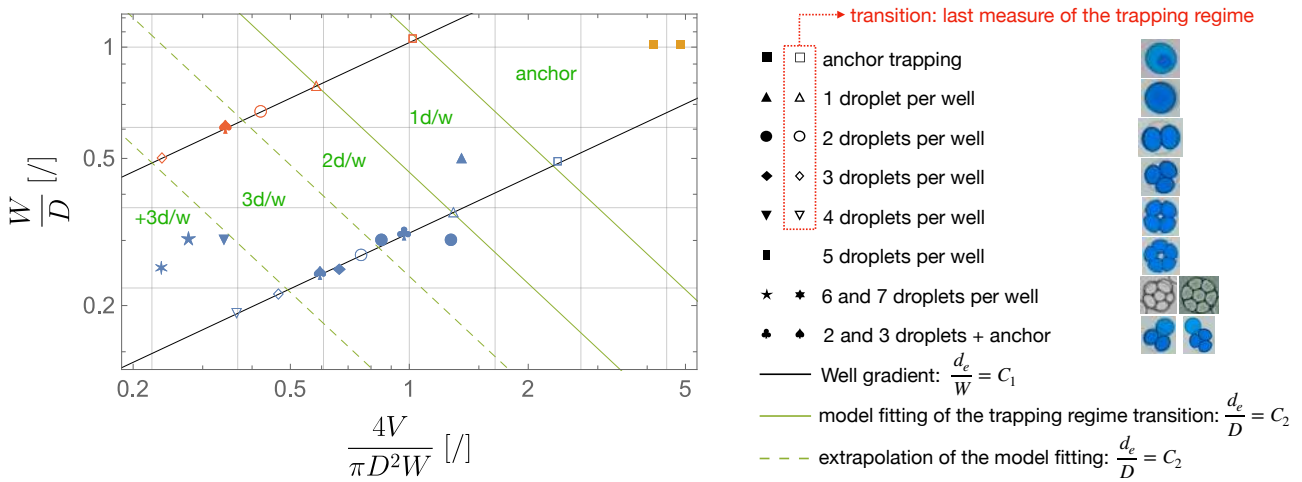 1
0.5
0.2
W/D [/]
anchor
1d/w
2d/w
3d/w
+3d/w
0.2
0.5
1
2
5
4V/πD²W [/]
transition: last measure of the trapping regime
anchor trapping
1 droplet per well
2 droplets per well
3 droplets per well
4 droplets per well
5 droplets per well
6 and 7 droplets per well
2 and 3 droplets + anchor
Well gradient: d_e/W = C₁
model fitting of the trapping regime transition: d_e/D = C₂
extrapolation of the model fitting: d_e/D = C₂